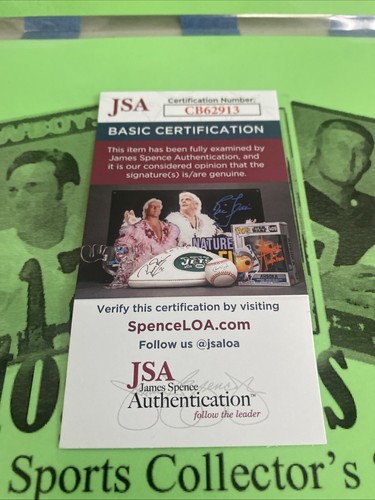 JSA
Certification Number:
CB62913
BASIC CERTIFICATION
This item has been fully examined by
James Spence Authentication, and
it is our considered opinion that the
signature(s) is/are genuine.
NATURE
JETS
Verify this certification by visiting
SpenceLOA.com
Follow us @jsaloa
JSA
James Spence
Authentication™
follow the leader
Sports Collector's